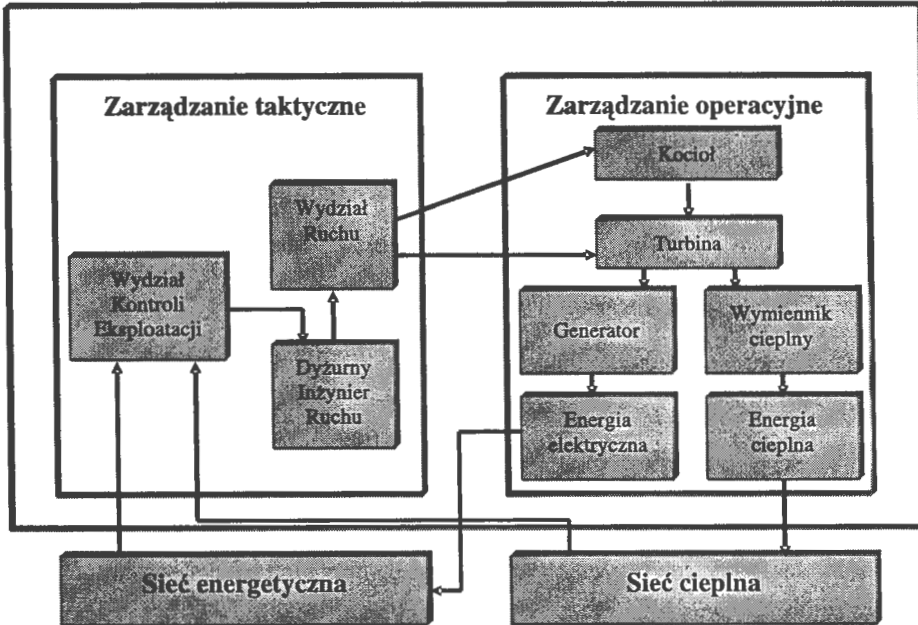 Zarządzanie taktyczne
Wydział
Ruchu
Wydział
Kontroli
Eksploatacji
Dyżurny
Inżynier
Ruchu
Zarządzanie operacyjne
Kocioł
Turbina
Generator
Wymiennik
cieplny
Energia
elektryczna
Energia
cieplna
Sieć energetyczna
Sieć cieplna